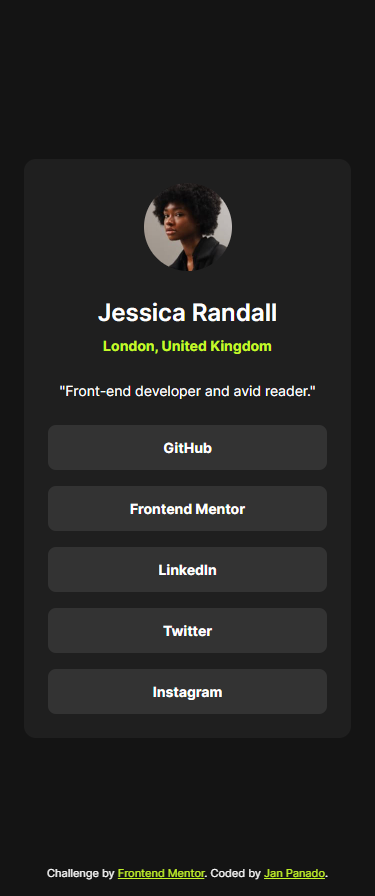 Jessica Randall
London, United Kingdom
"Front-end developer and avid reader."
GitHub
Frontend Mentor
LinkedIn
Twitter
Instagram
Challenge by Frontend Mentor. Coded by Jan Panado.